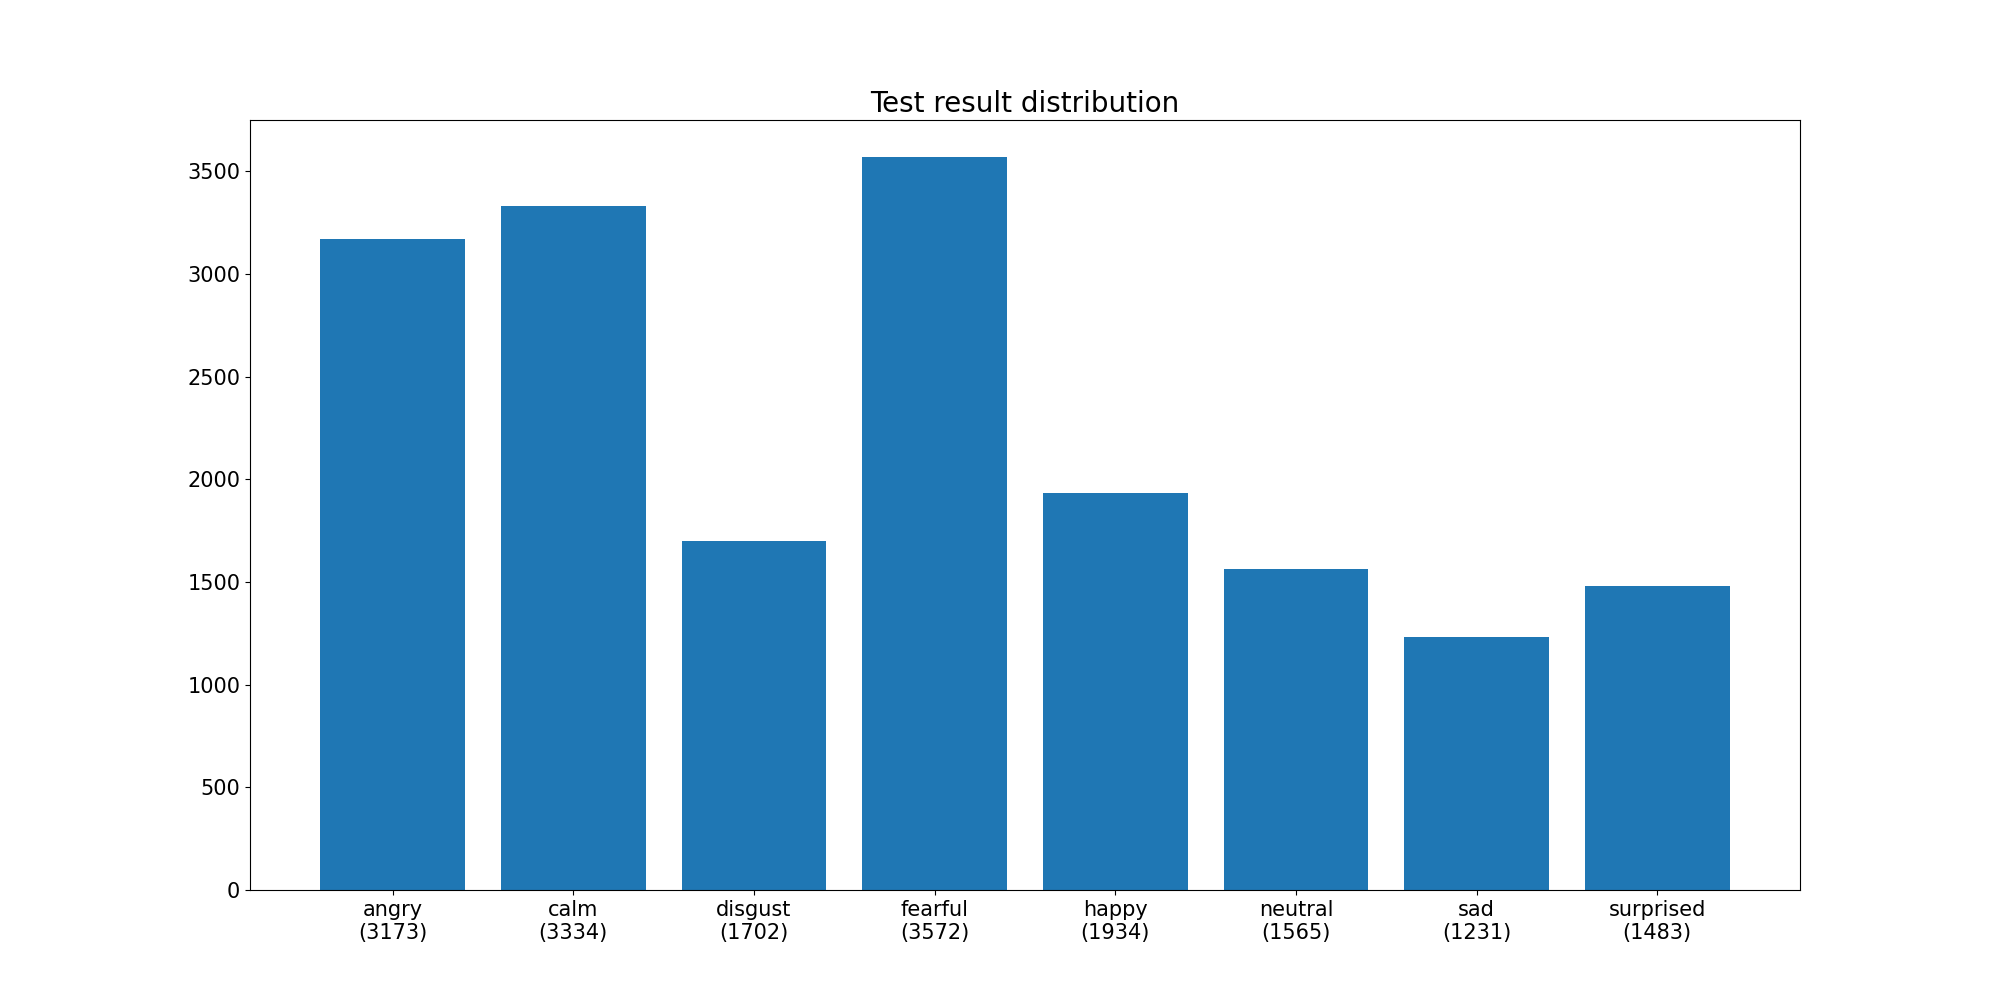 Test result distribution
3500
3000
2500
2000
1500
1000
500
0
angry calm disgust fearful happy neutral sad surprised
(3173) (3334) (1702) (3572) (1934) (1565) (1231) (1483)